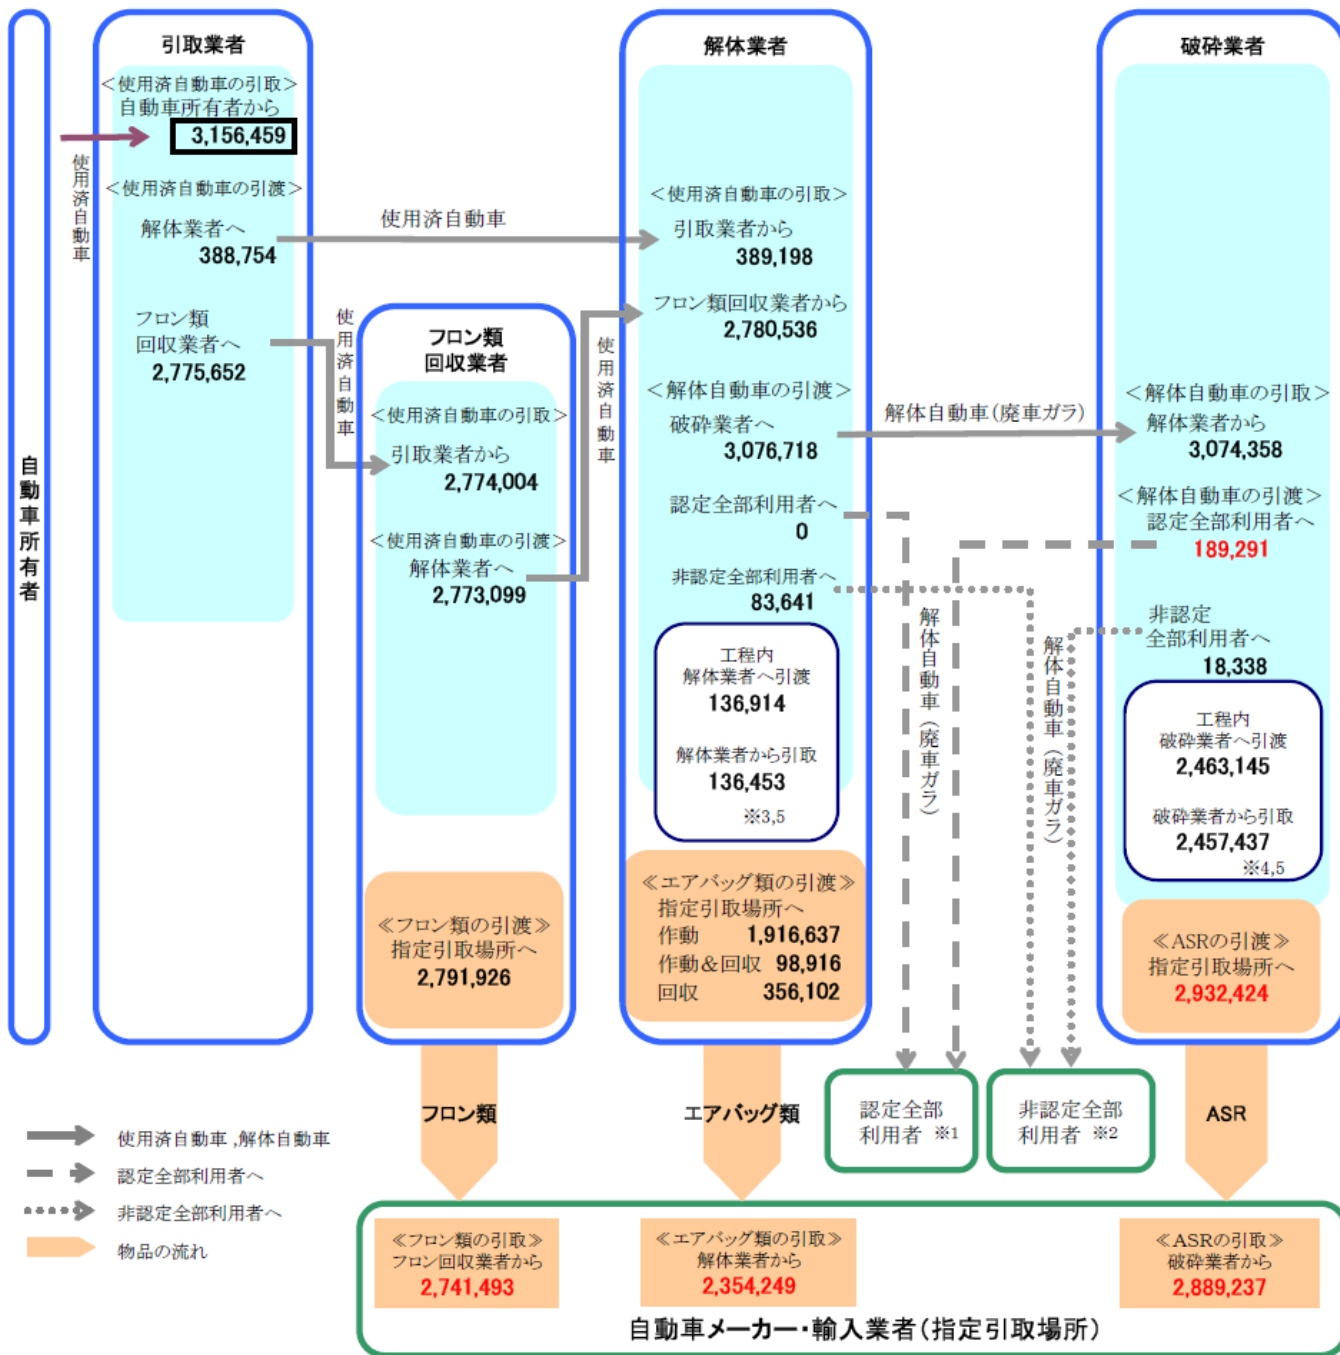 自動車所有者
使用済自動車
引取業者
<使用済自動車の引取>
自動車所有者から
3,156,459
<使用済自動車の引渡>
解体業者へ
388,754
フロン類
回収業者へ
2,775,652
使用済自動車
使用済自動車
フロン類
回収業者
<使用済自動車の引取>
引取業者から
2,774,004
<使用済自動車の引渡>
解体業者へ
2,773,099
≪フロン類の引渡≫
指定引取場所へ
2,791,926
使用済自動車
解体業者
<使用済自動車の引取>
引取業者から
389,198
フロン類回収業者から
2,780,536
<解体自動車の引渡>
破砕業者へ
3,076,718
認定全部利用者へ
0
非認定全部利用者へ
83,641
工程内
解体業者へ引渡
136,914
解体業者から引取
136,453
※3,5
≪エアバッグ類の引渡≫
指定引取場所へ
作動 1,916,637
作動&回収 98,916
回収 356,102
解体自動車(廃車ガラ)
解体自動車(廃車ガラ)
解体自動車(廃車ガラ)
破砕業者
<解体自動車の引取>
解体業者から
3,074,358
<解体自動車の引渡>
認定全部利用者へ
189,291
非認定
全部利用者へ
18,338
工程内
破砕業者へ引渡
2,463,145
破砕業者から引取
2,457,437
※4,5
≪ASRの引渡≫
指定引取場所へ
2,932,424
フロン類
エアバッグ類
認定全部
利用者 ※1
非認定全部
利用者 ※2
ASR
使用済自動車 ,解体自動車
認定全部利用者へ
非認定全部利用者へ
物品の流れ
≪フロン類の引取≫
フロン回収業者から
2,741,493
≪エアバッグ類の引取≫
解体業者から
2,354,249
≪ASRの引取≫
破砕業者から
2,889,237
自動車メーカー・輸入業者(指定引取場所)